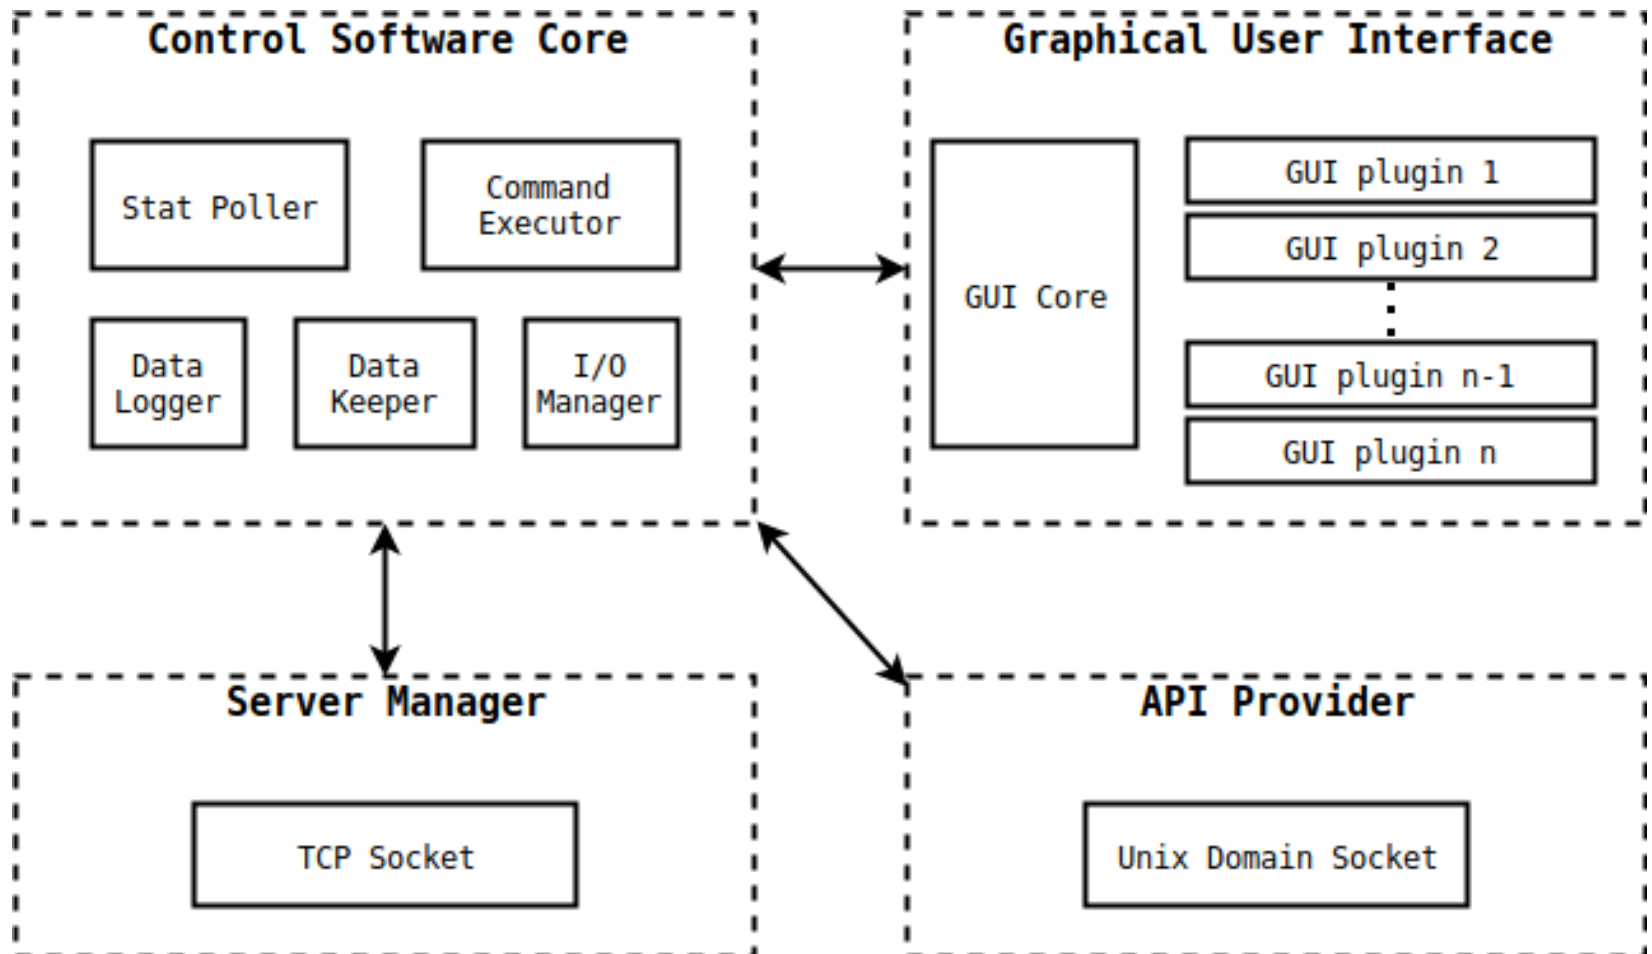 Control Software Core
Stat Poller
Command
Executor
Data
Logger
Data
Keeper
I/O
Manager
Graphical User Interface
GUI Core
GUI plugin 1
GUI plugin 2
GUI plugin n-1
GUI plugin n
Server Manager
TCP Socket
API Provider
Unix Domain Socket